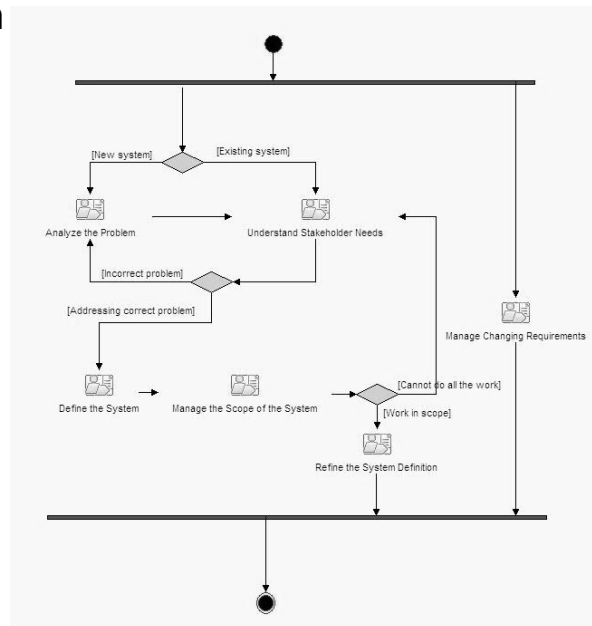 n
[New system]
[Existing system]
Analyze the Problem
Understand Stakeholder Needs
[Incorrect problem]
[Addressing correct problem]
Manage Changing Requirements
Define the System
Manage the Scope of the System
[Cannot do all the work]
[Work in scope]
Refine the System Definition